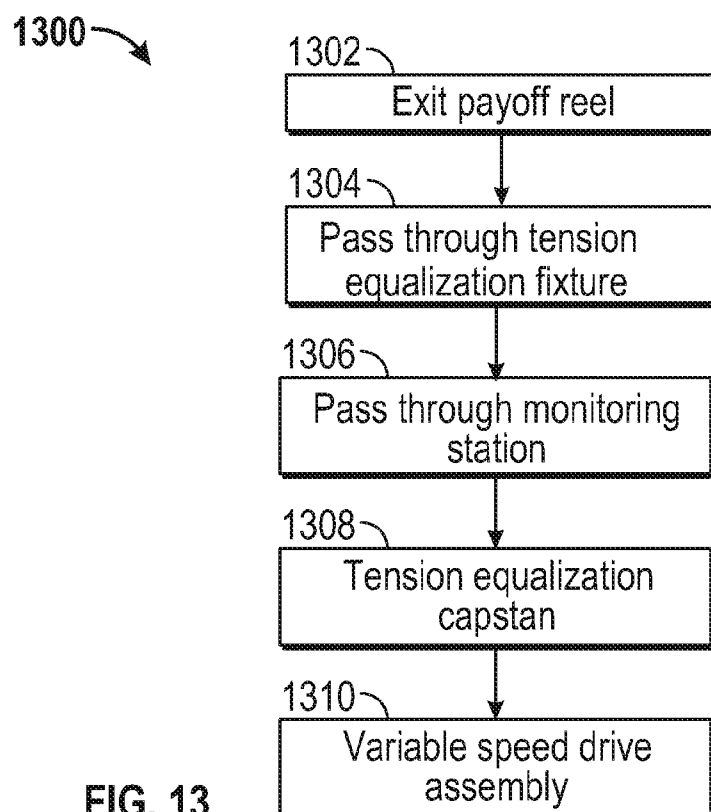 1300
1302
Exit payoff reel
1304
Pass through tension
equalization fixture
1306
Pass through monitoring
station
1308
Tension equalization
capstan
1310
Variable speed drive
assembly
FIG. 13